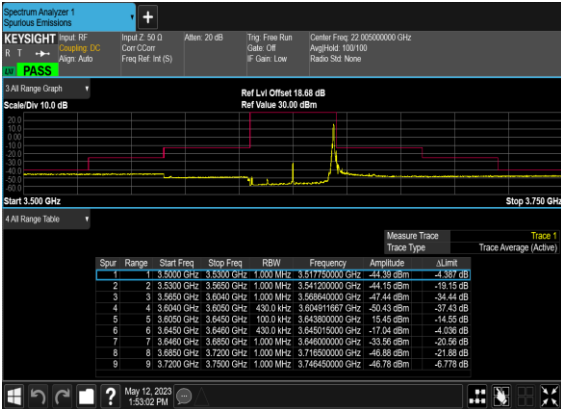 Spectrum Analyzer 1
Spurious Emissions
+
KEYSIGHT Input: RF Input Z: 50 Ω Atten: 20 dB Trig: Free Run Center Freq: 22.005000000 GHz
R T Coupling: DC Corr CCorr Gate: Off Avg|Hold: 100/100
Align: Auto Freq Ref: Int (S) IF Gain: Low Radio Std: None
PASS
3 All Range Graph
Ref Lvl Offset 18.68 dB
Scale/Div 10.0 dB Ref Value 30.00 dBm
20.0
10.0
0.00
-10.0
-20.0
-30.0
-40.0
-50.0
-60.0
Start 3.500 GHz Stop 3.750 GHz
4 All Range Table
Measure Trace Trace 1
Trace Type Trace Average (Active)
Spur Range Start Freq Stop Freq RBW Frequency Amplitude ΔLimit
1 1 3.5000 GHz 3.5300 GHz 1.000 MHz 3.517750000 GHz -44.39 dBm -4.387 dB
2 2 3.5300 GHz 3.5650 GHz 1.000 MHz 3.541200000 GHz -44.15 dBm -19.15 dB
3 3 3.5650 GHz 3.6040 GHz 1.000 MHz 3.568640000 GHz -47.44 dBm -34.44 dB
4 4 3.6040 GHz 3.6050 GHz 430.0 kHz 3.604911667 GHz -50.43 dBm -37.43 dB
5 5 3.6050 GHz 3.6450 GHz 100.0 kHz 3.643800000 GHz 15.45 dBm -14.55 dB
6 6 3.6450 GHz 3.6460 GHz 430.0 kHz 3.645015000 GHz -17.04 dBm -4.036 dB
7 7 3.6460 GHz 3.6850 GHz 1.000 MHz 3.646000000 GHz -33.56 dBm -20.56 dB
8 8 3.6850 GHz 3.7200 GHz 1.000 MHz 3.716500000 GHz -46.88 dBm -21.88 dB
9 9 3.7200 GHz 3.7500 GHz 1.000 MHz 3.746450000 GHz -46.78 dBm -6.778 dB
?
May 12, 2023
1:53:02 PM